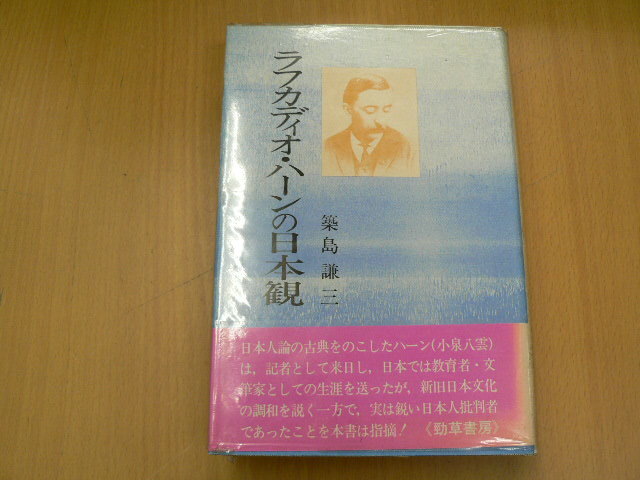 ラフカディオ・ハーンの日本観
築島謙三
日本人論の古典をのこしたハーン(小泉八雲)
は，記者として来日し，日本では教育者・文
筆家としての生涯を送ったが，新旧日本文化
の調和を説く一方で，実は鋭い日本人批判者
であったことを本書は指摘！《勁草書房》